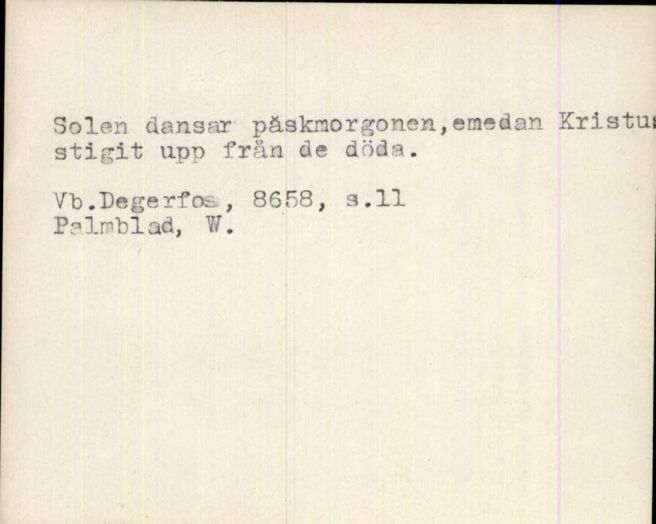 Solen dansar påskmorgonen,emedan Kristus
stigit upp från de döda.
Vb.Degerfos, 8658, s.11
Palmblad, W.